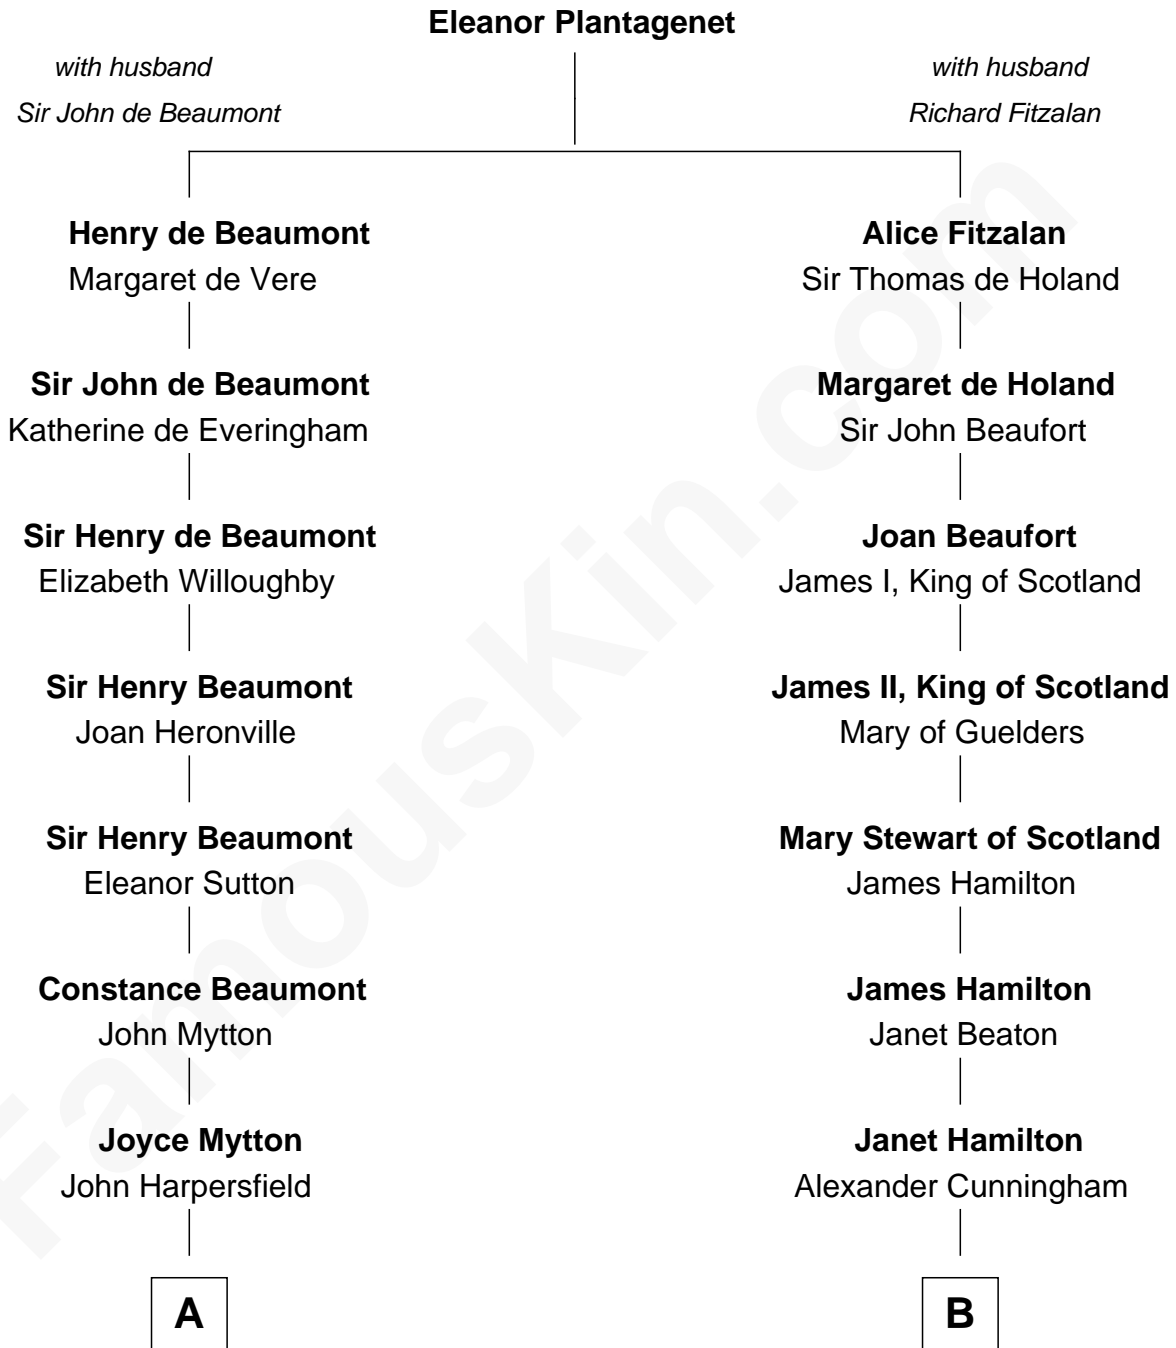 Eleanor Plantagenet
with husband
Sir John de Beaumont
with husband
Richard Fitzalan
Henry de Beaumont
Margaret de Vere
Alice Fitzalan
Sir Thomas de Holand
Sir John de Beaumont
Katherine de Everingham
Margaret de Holand
Sir John Beaufort
Sir Henry de Beaumont
Elizabeth Willoughby
Joan Beaufort
James I, King of Scotland
Sir Henry Beaumont
Joan Heronville
James II, King of Scotland
Mary of Guelders
Sir Henry Beaumont
Eleanor Sutton
Mary Stewart of Scotland
James Hamilton
Constance Beaumont
John Mytton
James Hamilton
Janet Beaton
Joyce Mytton
John Harpersfield
Janet Hamilton
Alexander Cunningham
A
B
FamousKin.com